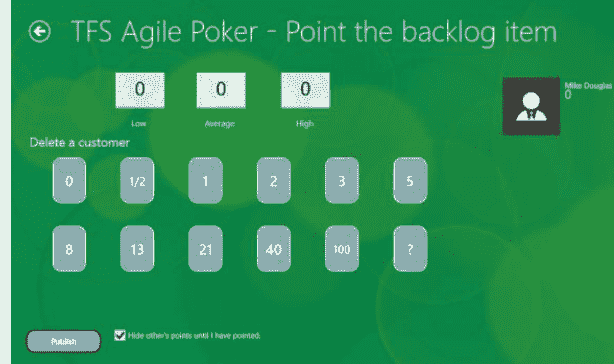 TFS Agile Poker - Point the backlog item
0 0 0
Mike Douglas
0
Low Average High
Delete a customer
0 1/2 1 2 3 5
8 13 21 40 100 ?
Publish
Hide other's points until I have pointed.